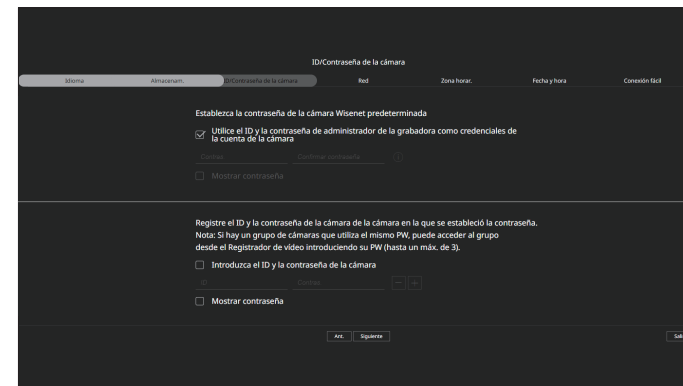 ID/Contraseña de la cámara
Idioma
Almacenam.
ID/Contraseña de la cámara
Red
Zona horar.
Fecha y hora
Conexión fácil
Establezca la contraseña de la cámara Wisenet predeterminada
Utilice el ID y la contraseña de administrador de la grabadora como credenciales de
la cuenta de la cámara
Contras
Confirmar contraseña
Mostrar contraseña
Registre el ID y la contraseña de la cámara de la cámara en la que se estableció la contraseña.
Nota: Si hay un grupo de cámaras que utiliza el mismo PW, puede acceder al grupo
desde el Registrador de vídeo introduciendo su PW (hasta un máx. de 3).
Introduzca el ID y la contraseña de la cámara
ID
Contras
Mostrar contraseña
Ant.
Siguiente
Sali